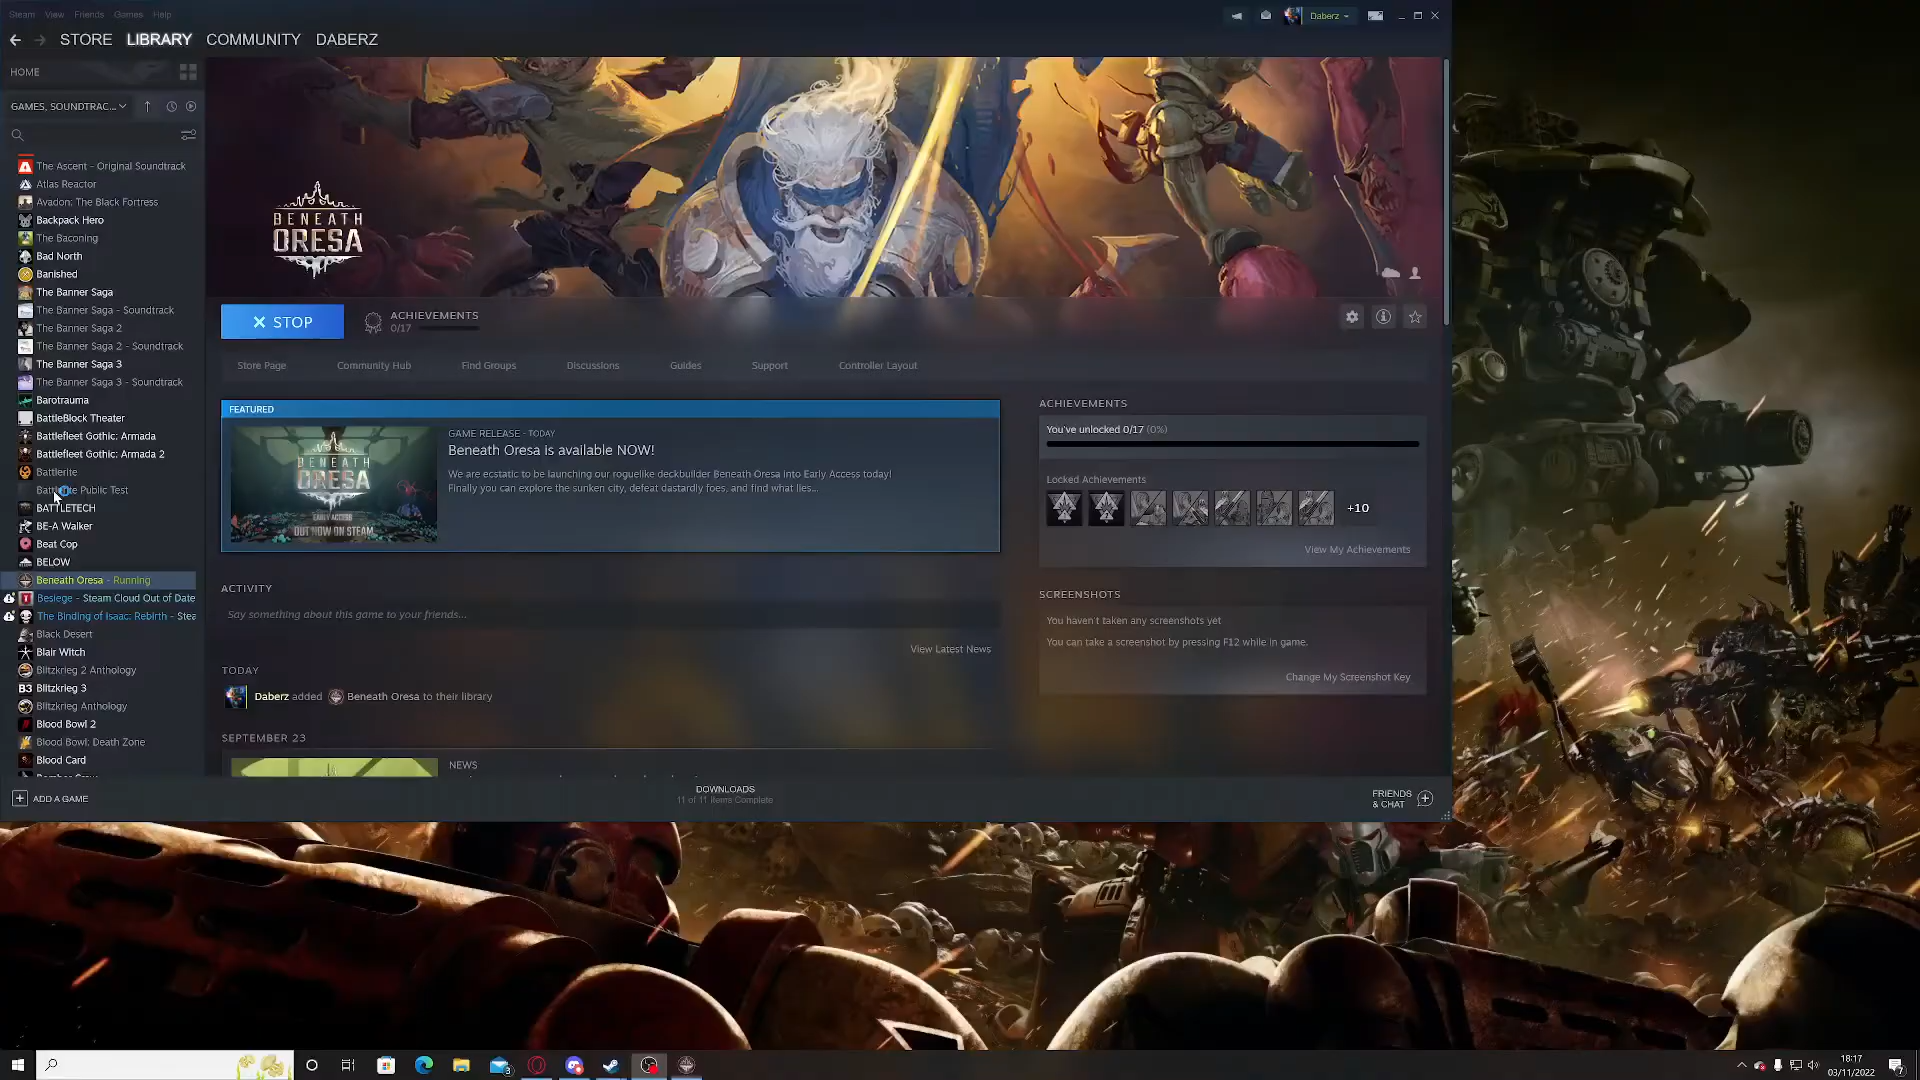 Steam View Friends Games Help
Daberz
STORE LIBRARY COMMUNITY DABERZ
HOME
GAMES, SOUNDTRAC...
The Ascent - Original Soundtrack
Atlas Reactor
Avadon: The Black Fortress
Backpack Hero
The Baconing
Bad North
Banished
The Banner Saga
The Banner Saga - Soundtrack
The Banner Saga 2
The Banner Saga 2 - Soundtrack
The Banner Saga 3
The Banner Saga 3 - Soundtrack
Barotrauma
BattleBlock Theater
Battlefleet Gothic: Armada
Battlefleet Gothic: Armada 2
Battlerite
Public Test
BATTLETECH
BE-A Walker
Beat Cop
BELOW
Beneath Oresa - Running
Besiege - Steam Cloud Out of Date
The Binding of Isaac: Rebirth - Stea
Black Desert
Blair Witch
Blitzkrieg 2 Anthology
B3 Blitzkrieg 3
Blitzkrieg Anthology
Blood Bowl 2
Blood Bowl: Death Zone
Blood Card
ADD A GAME
BENEATH
ORESA
STOP
ACHIEVEMENTS
0/17
Store Page Community Hub Find Groups Discussions Guides Support Controller Layout
FEATURED
BENEATH
ORESA
EARLY ACCESS
OUT NOW ON STEAM
GAME RELEASE - TODAY
Beneath Oresa is available NOW!
We are ecstatic to be launching our roguelike deckbuilder Beneath Oresa into Early Access today!
Finally you can explore the sunken city, defeat dastardly foes, and find what lies...
ACTIVITY
Say something about this game to your friends...
View Latest News
TODAY
Daberz added Beneath Oresa to their library
SEPTEMBER 23
NEWS
ACHIEVEMENTS
You've unlocked 0/17 (0%)
Locked Achievements
+10
View My Achievements
SCREENSHOTS
You haven't taken any screenshots yet
You can take a screenshot by pressing F12 while in game.
Change My Screenshot Key
DOWNLOADS
11 of 11 Items Complete
FRIENDS
& CHAT
3
18:17
03/11/2022
7